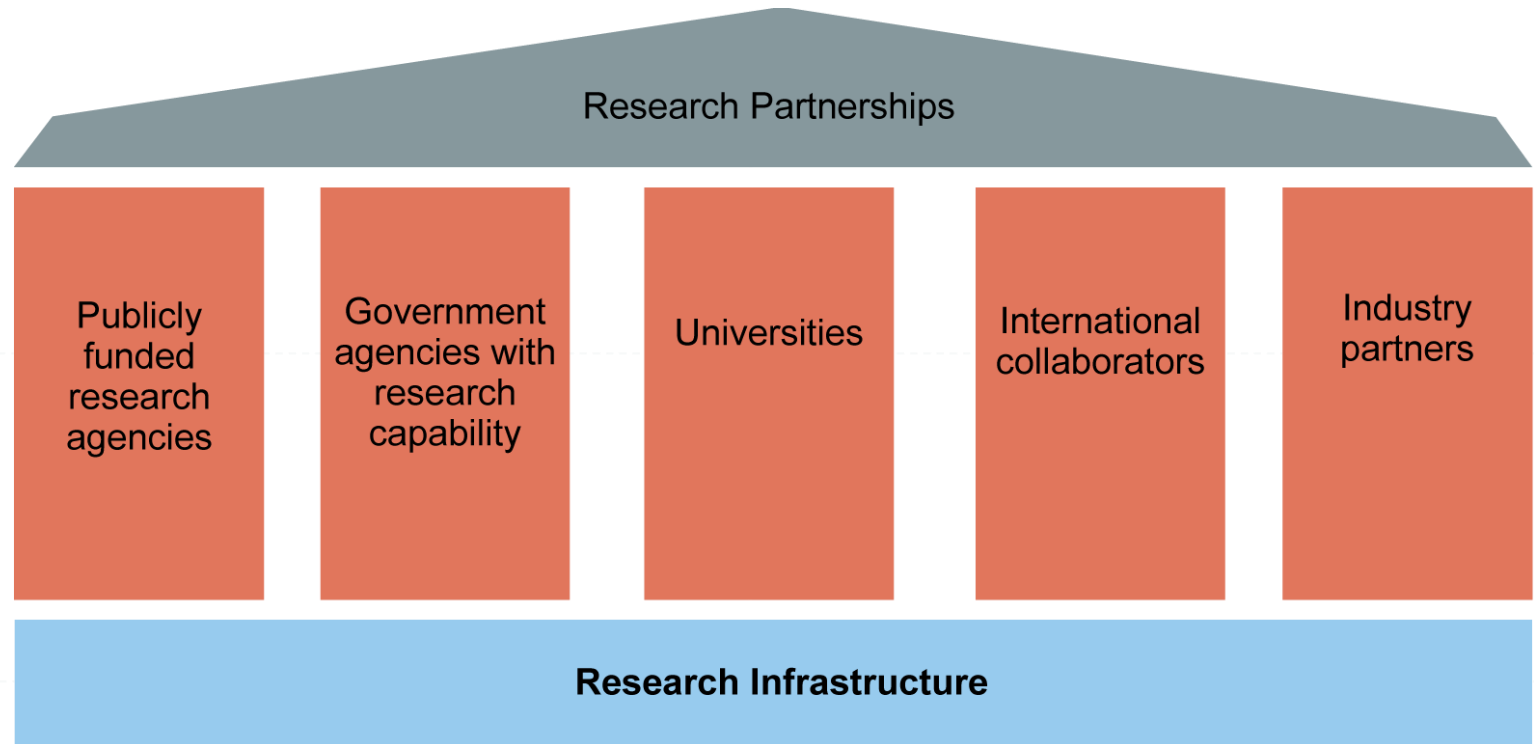 Research Partnerships
Publicly
funded
research
agencies
Government
agencies with
research
capability
Universities
International
collaborators
Industry
partners
Research Infrastructure